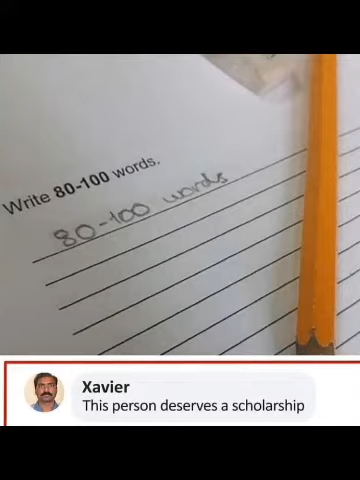 Write 80-100 words.
80-100 words
Xavier
This person deserves a scholarship